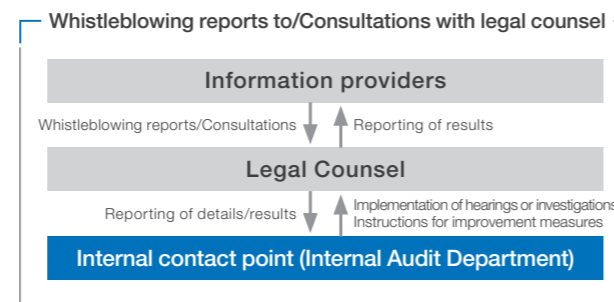 Whistleblowing reports to/Consultations with legal counsel
Information providers
Whistleblowing reports/Consultations
Reporting of results
Legal Counsel
Reporting of details/results
Implementation of hearings or investigations
Instructions for improvement measures
Internal contact point (Internal Audit Department)